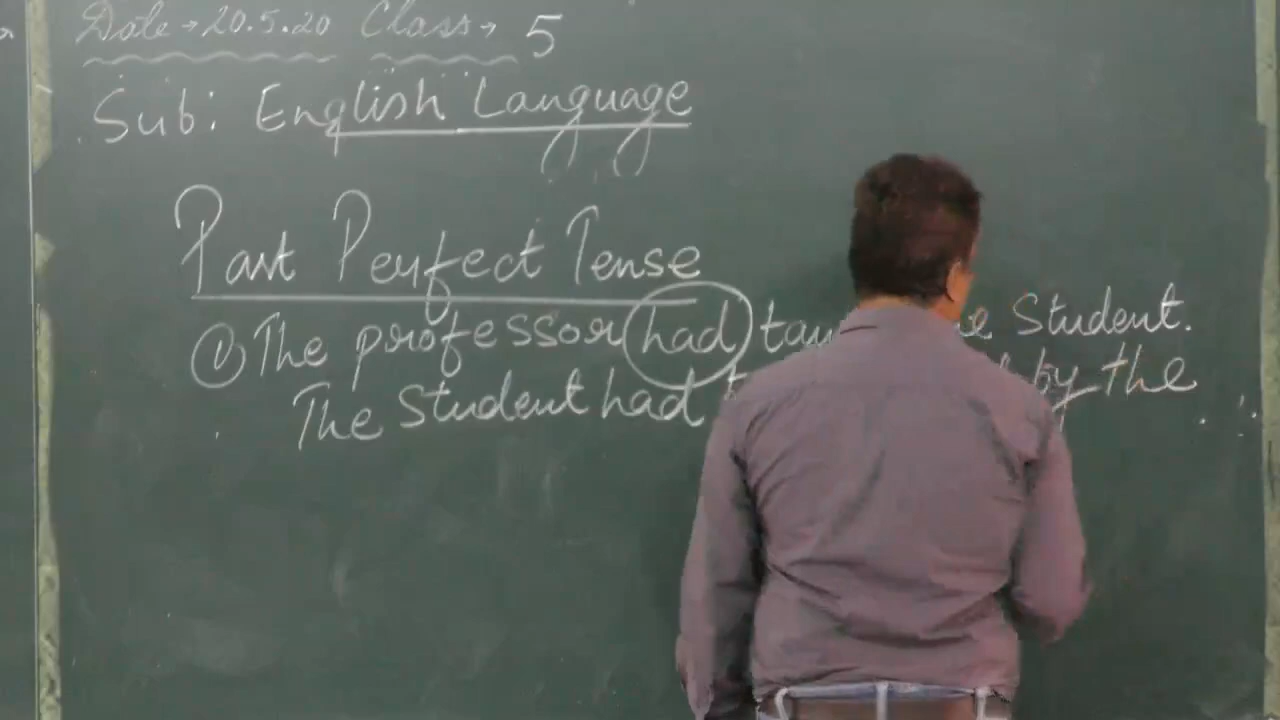 Date → 20.5.20 Class → 5
Sub: English Language
Past Perfect Tense
① The professor had Student.
The Student had by the